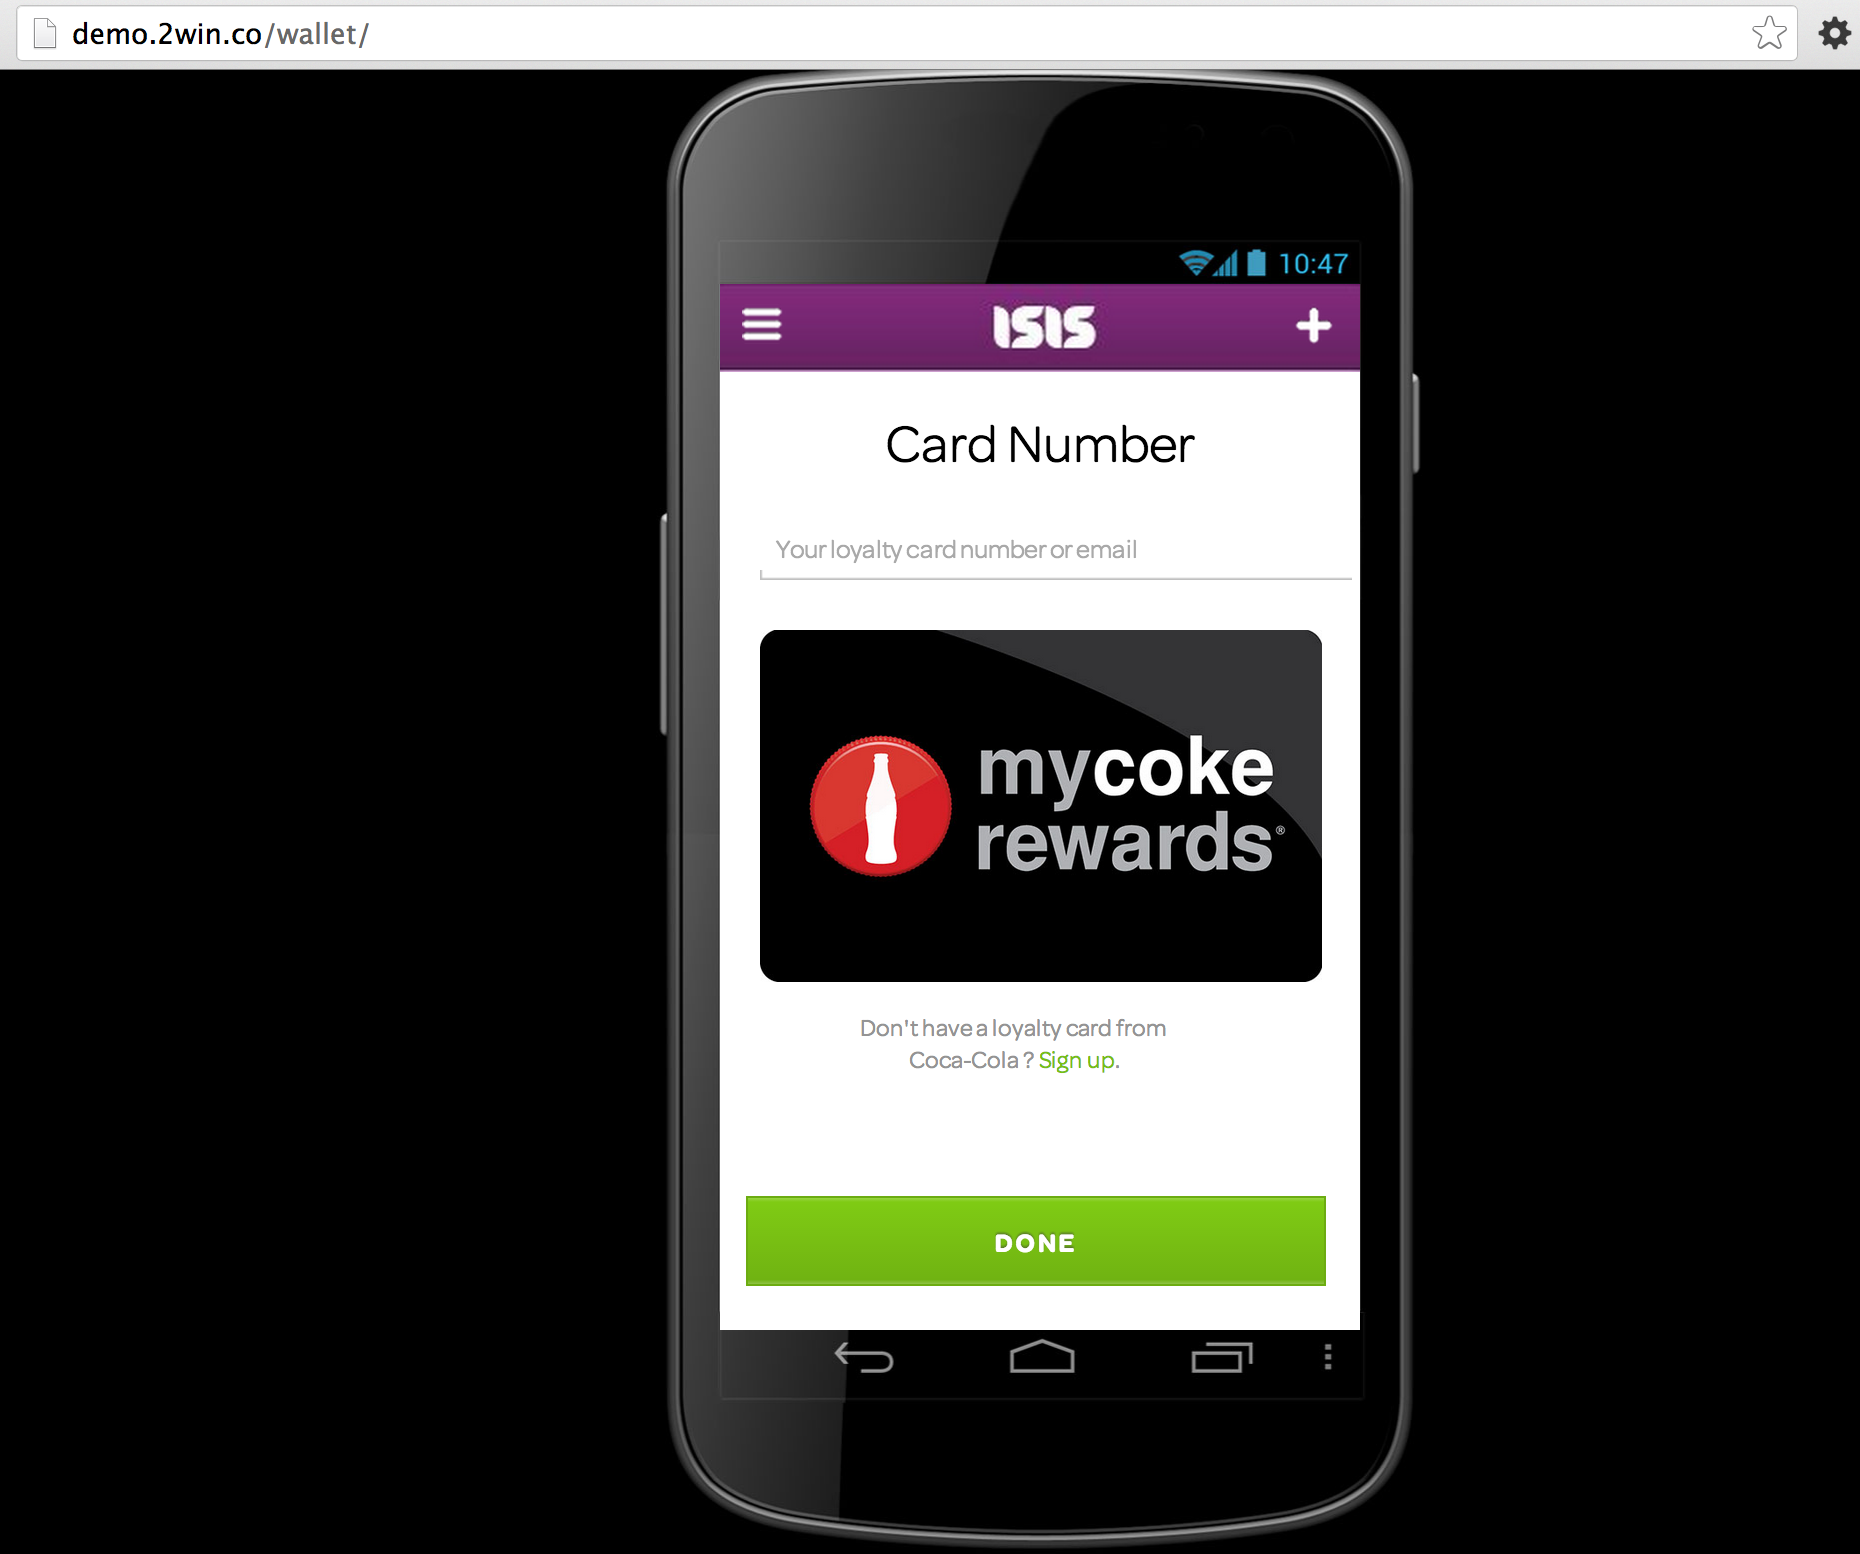 demo.2win.co/wallet/
10:47
ISIS
Card Number
Your loyalty card number or email
mycoke
rewards®
Don't have a loyalty card from
Coca-Cola ? Sign up.
DONE